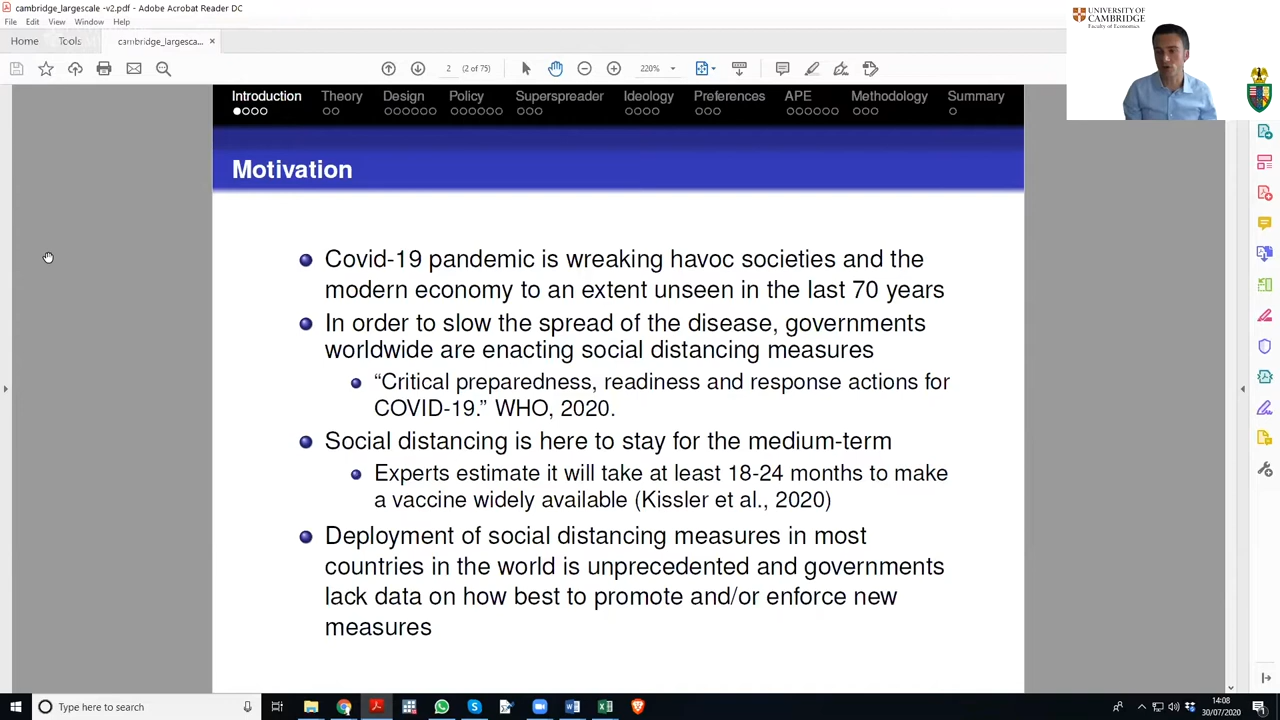 cambridge_largescale -v2.pdf - Adobe Acrobat Reader DC
File Edit View Window Help
Home Tools cambridge_largesca... ×
2 (2 of 75) 220%
UNIVERSITY OF
CAMBRIDGE
Faculty of Economics
Introduction Theory Design Policy Superspreader Ideology Preferences APE Methodology Summary
Motivation
Covid-19 pandemic is wreaking havoc societies and the
modern economy to an extent unseen in the last 70 years
In order to slow the spread of the disease, governments
worldwide are enacting social distancing measures
“Critical preparedness, readiness and response actions for
COVID-19.” WHO, 2020.
Social distancing is here to stay for the medium-term
Experts estimate it will take at least 18-24 months to make
a vaccine widely available (Kissler et al., 2020)
Deployment of social distancing measures in most
countries in the world is unprecedented and governments
lack data on how best to promote and/or enforce new
measures
Type here to search
14:08
30/07/2020